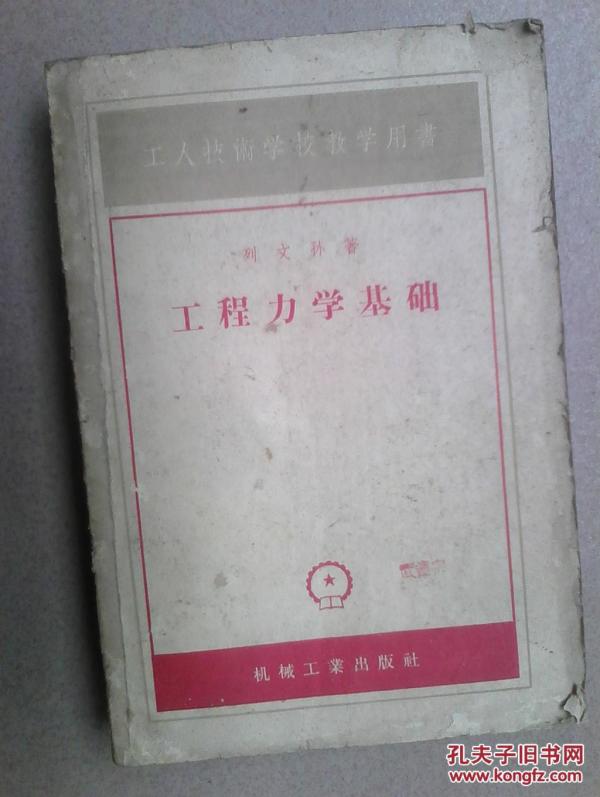 工人技術学校教学用書
列文孙著
工程力学基础
机械工業出版社
孔夫子旧书网
www.kongfz.com